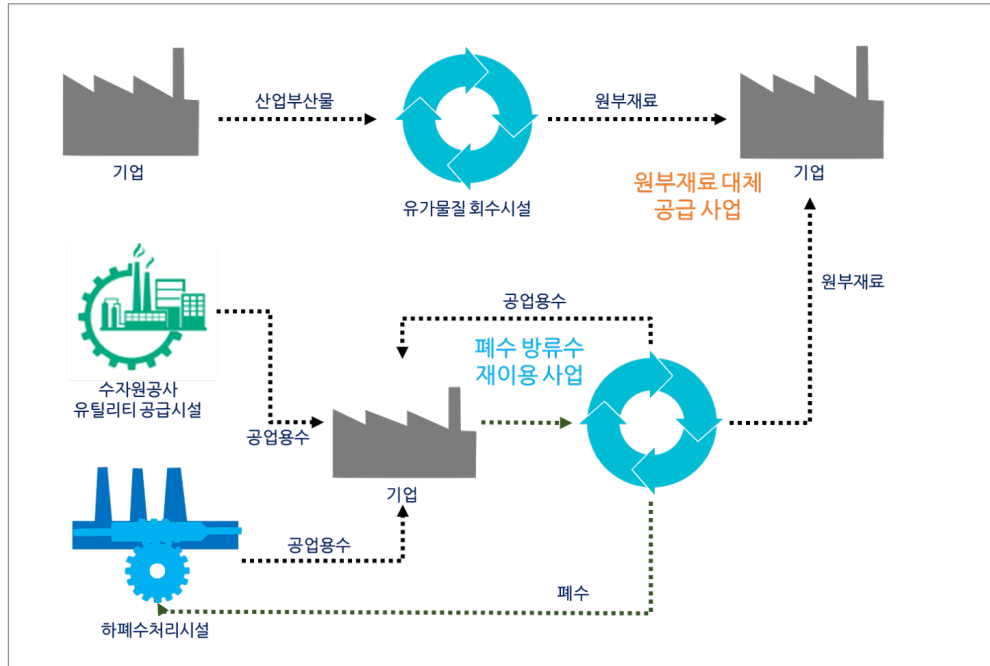 산업부산물
원부재료
기업
유가물질 회수시설
원부재료 대체
공급 사업
기업
원부재료
공업용수
폐수 방류수
재이용 사업
수자원공사
유틸리티 공급시설
공업용수
기업
공업용수
폐수
하폐수처리시설